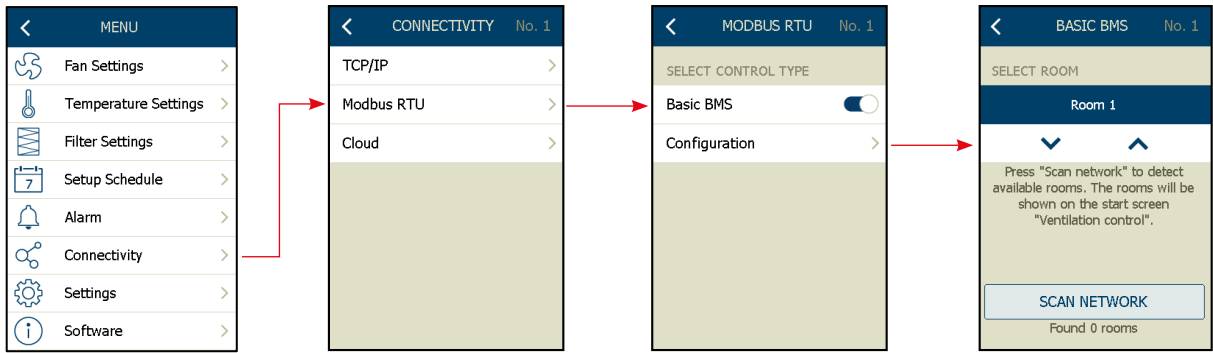 MENU
Fan Settings
Temperature Settings
Filter Settings
7
Setup Schedule
Alarm
Connectivity
Settings
i
Software
CONNECTIVITY No. 1
TCP/IP
Modbus RTU
Cloud
MODBUS RTU No. 1
SELECT CONTROL TYPE
Basic BMS
Configuration
BASIC BMS No. 1
SELECT ROOM
Room 1
Press "Scan network" to detect
available rooms. The rooms will be
shown on the start screen
"Ventilation control".
SCAN NETWORK
Found 0 rooms